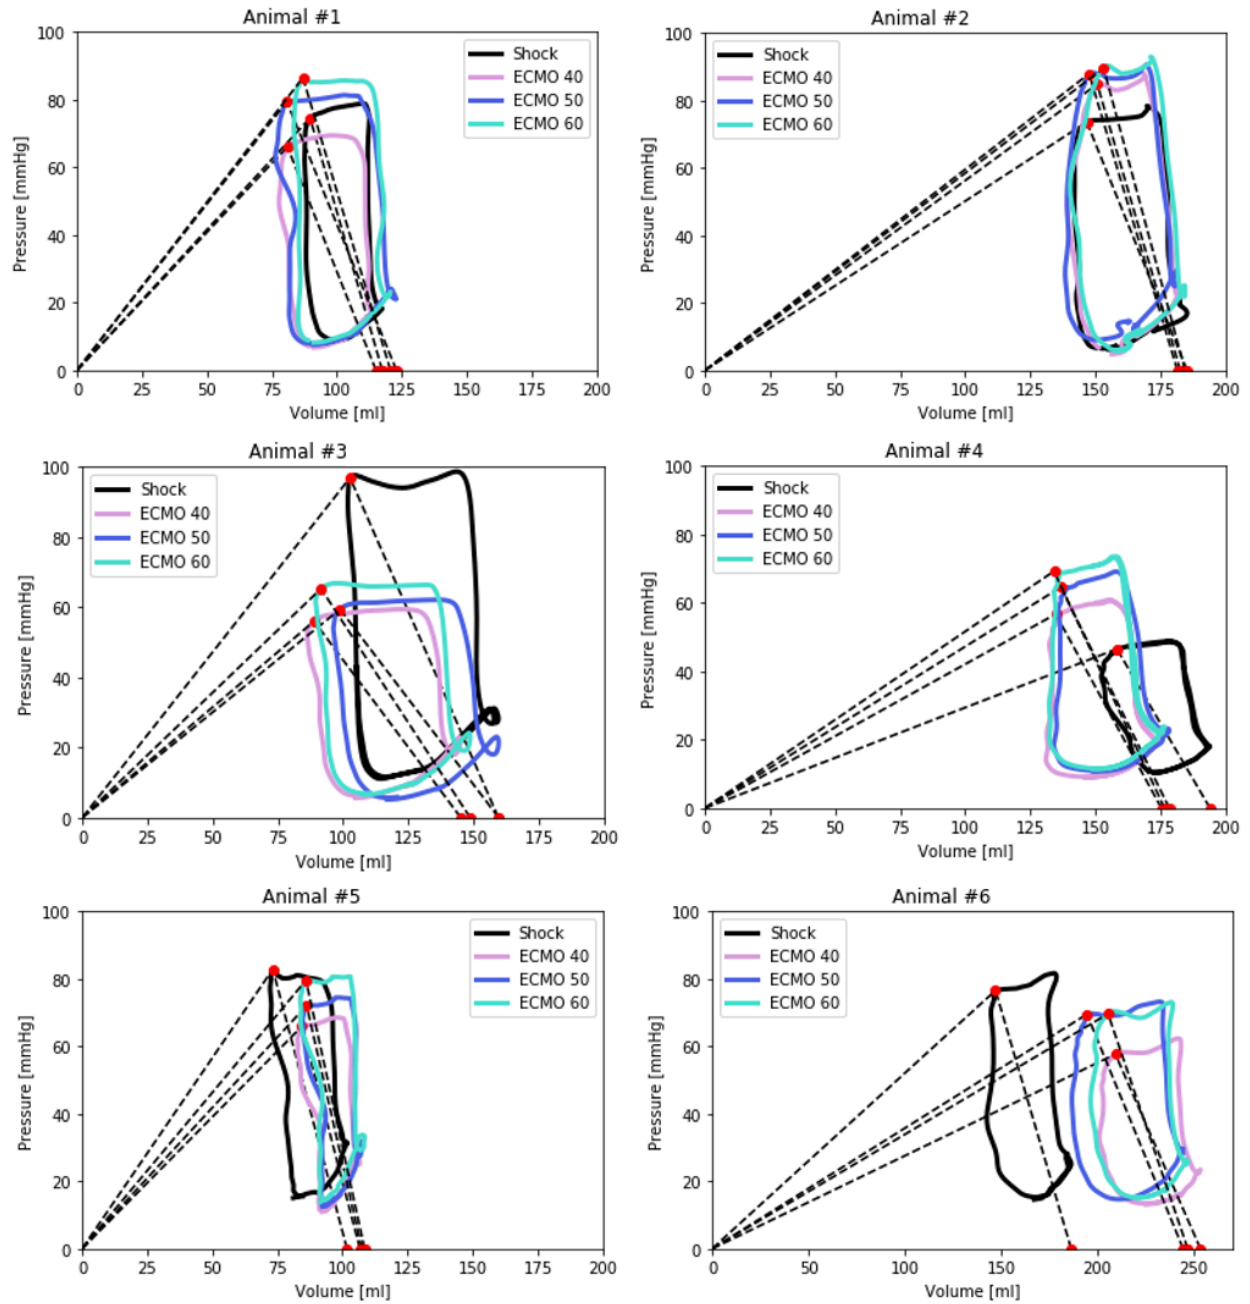 Animal #1
Pressure [mmHg]
100
80
60
40
20
0
Shock
ECMO 40
ECMO 50
ECMO 60
0 25 50 75 100 125 150 175 200
Volume [ml]
Animal #2
Pressure [mmHg]
100
80
60
40
20
0
Shock
ECMO 40
ECMO 50
ECMO 60
0 25 50 75 100 125 150 175 200
Volume [ml]
Animal #3
Pressure [mmHg]
100
80
60
40
20
0
Shock
ECMO 40
ECMO 50
ECMO 60
0 25 50 75 100 125 150 175 200
Volume [ml]
Animal #4
Pressure [mmHg]
100
80
60
40
20
0
Shock
ECMO 40
ECMO 50
ECMO 60
0 25 50 75 100 125 150 175 200
Volume [ml]
Animal #5
Pressure [mmHg]
100
80
60
40
20
0
Shock
ECMO 40
ECMO 50
ECMO 60
0 25 50 75 100 125 150 175 200
Volume [ml]
Animal #6
Pressure [mmHg]
100
80
60
40
20
0
Shock
ECMO 40
ECMO 50
ECMO 60
0 50 100 150 200 250
Volume [ml]